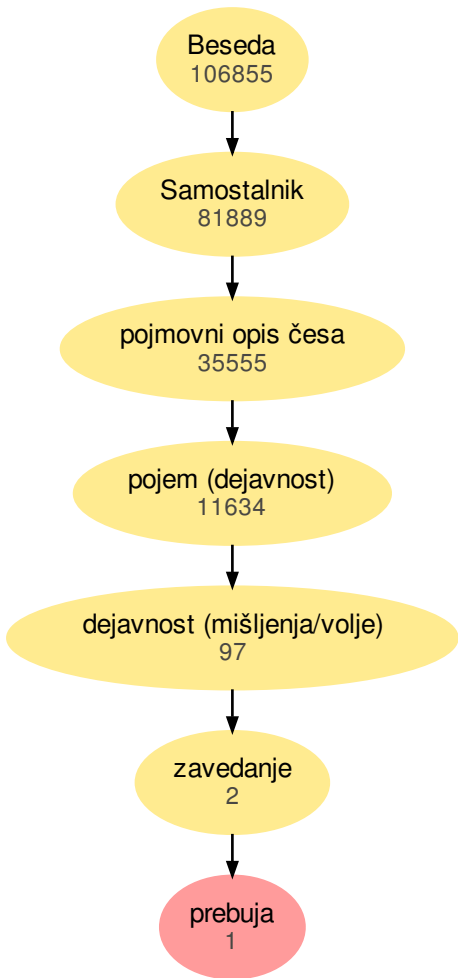 Beseda
106855
Samostalnik
81889
pojmovni opis česa
35555
pojem (dejavnost)
11634
dejavnost (mišljenja/volje)
97
zavedanje
2
prebuja
1